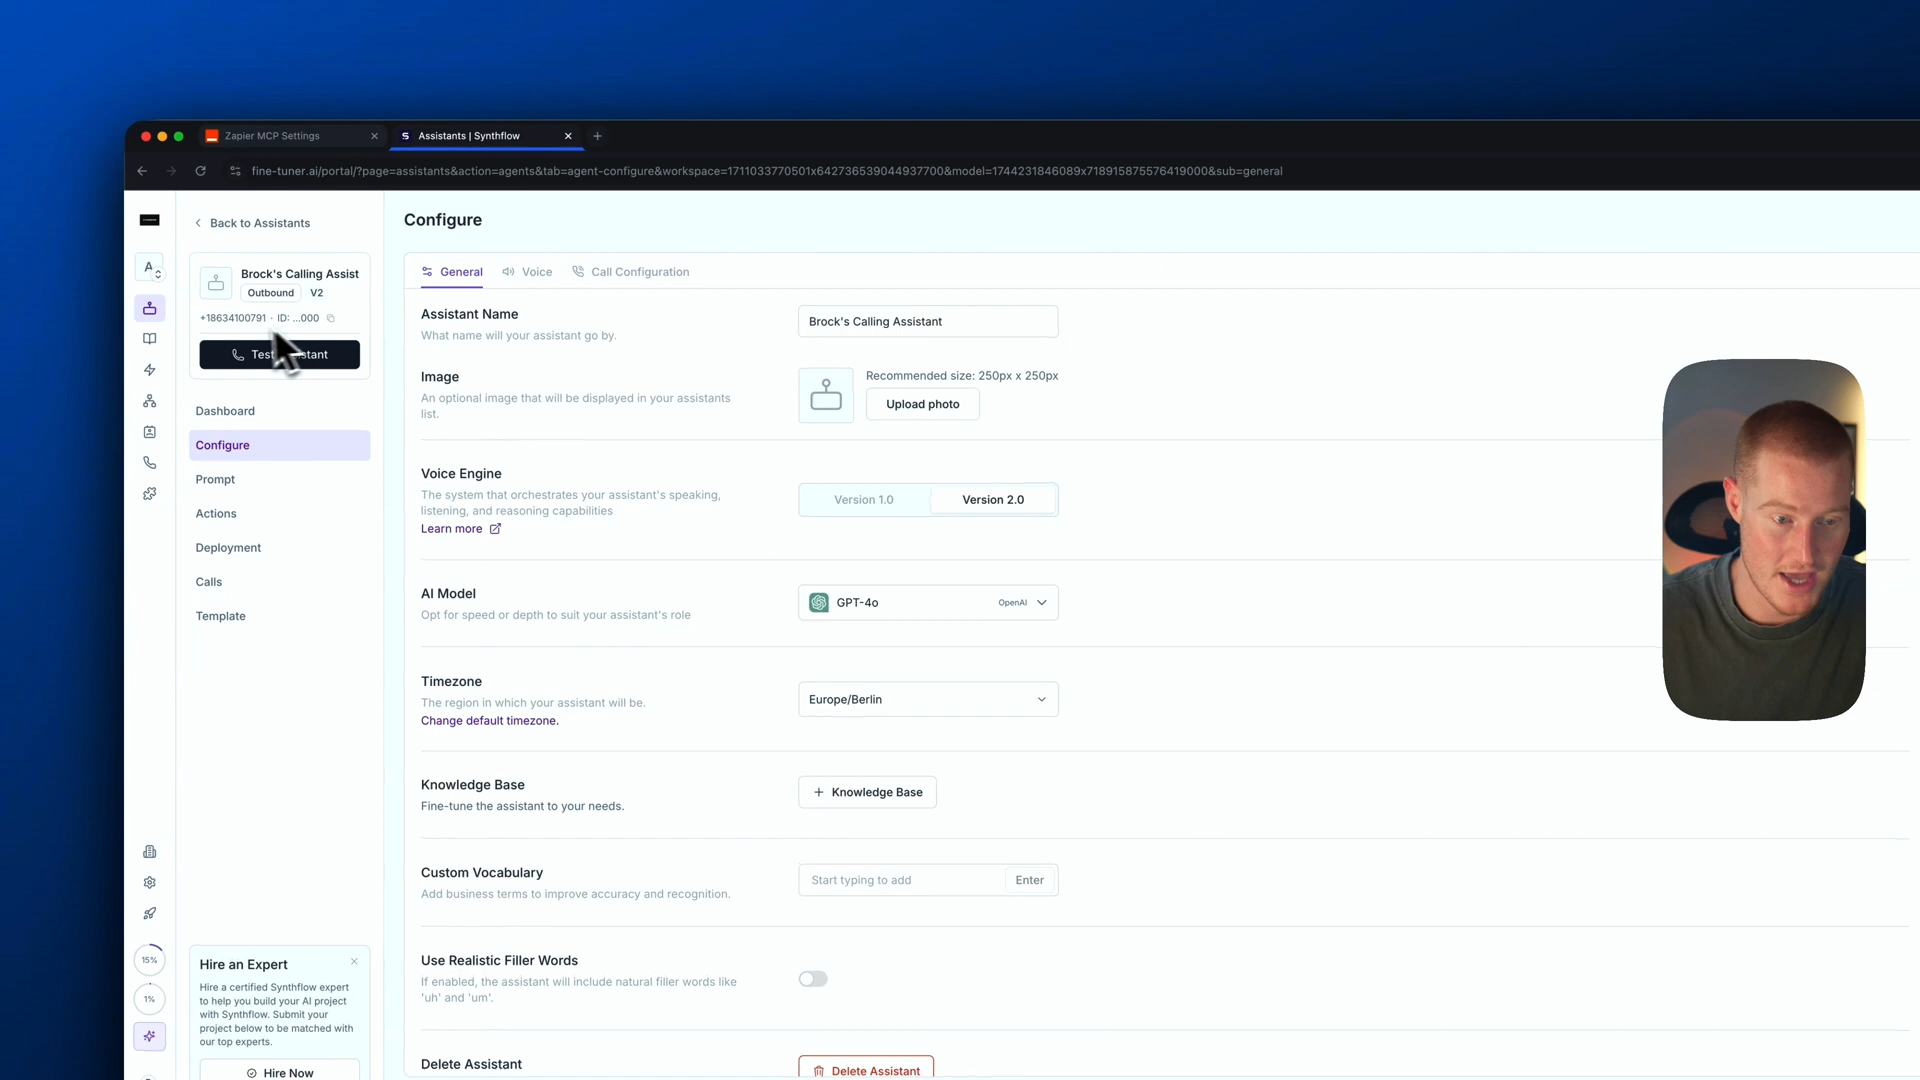 Zapier MCP Settings
Assistants | Synthflow
fine-tuner.ai/portal/?page=assistants&action=agents&tab=agent-configure&workspace=1711033770501x642736539044937700&model=1744231846089x718915875576419000&sub=general
Back to Assistants
A
Brock's Calling Assist
Outbound V2
+18634100791 · ID: ...000
Dashboard
Configure
Prompt
Actions
Deployment
Calls
Template
15%
1%
Hire an Expert
Hire a certified Synthflow expert
to help you build your AI project
with Synthflow. Submit your
project below to be matched with
our top experts.
Hire Now
Configure
General
Voice
Call Configuration
Assistant Name
What name will your assistant go by.
Brock's Calling Assistant
Image
An optional image that will be displayed in your assistants
list.
Recommended size: 250px x 250px
Upload photo
Voice Engine
The system that orchestrates your assistant's speaking,
listening, and reasoning capabilities
Learn more
Version 1.0
Version 2.0
AI Model
Opt for speed or depth to suit your assistant's role
GPT-4o
OpenAI
Timezone
The region in which your assistant will be.
Change default timezone.
Europe/Berlin
Knowledge Base
Fine-tune the assistant to your needs.
+ Knowledge Base
Custom Vocabulary
Add business terms to improve accuracy and recognition.
Start typing to add
Enter
Use Realistic Filler Words
If enabled, the assistant will include natural filler words like
'uh' and 'um'.
Delete Assistant
Delete Assistant